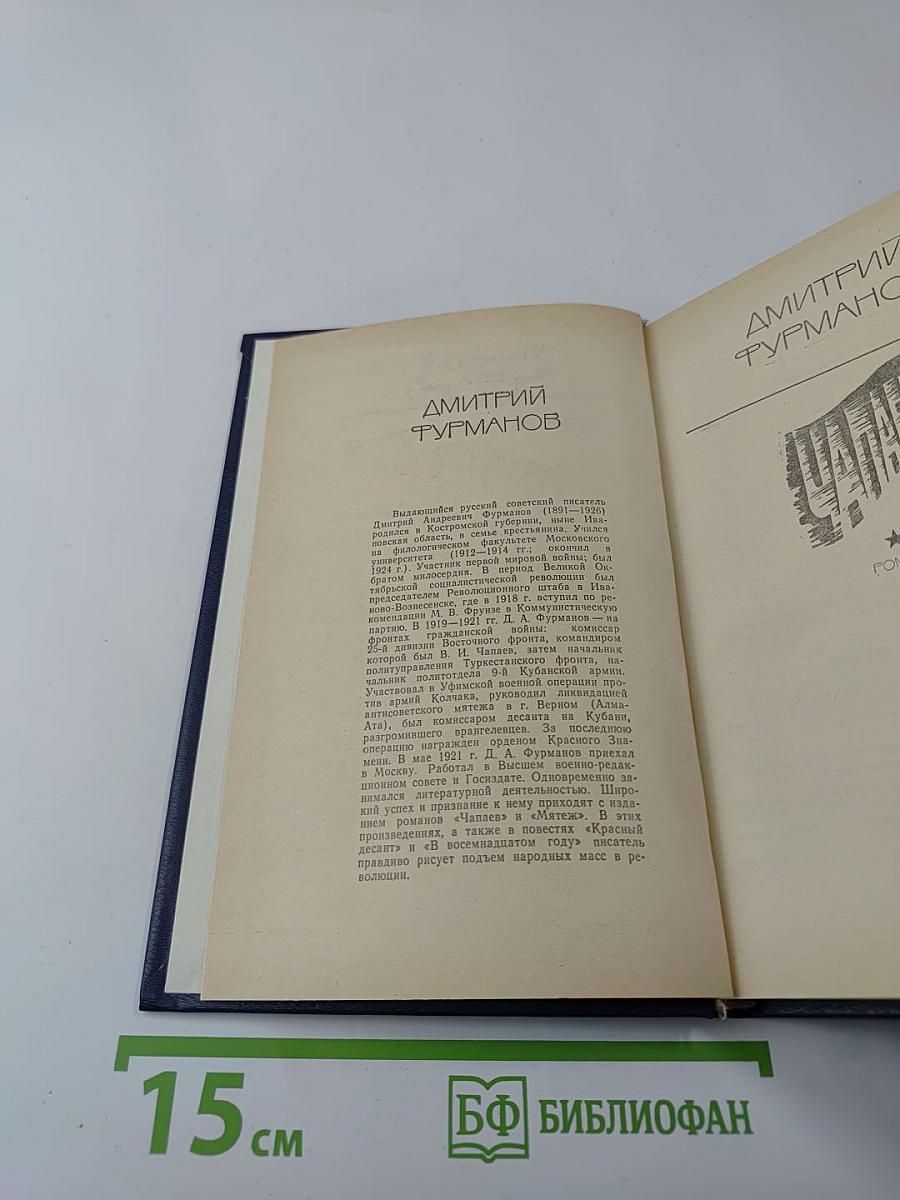 ДМИТРИЙ
ФУРМАНОВ
Выдающийся русский советский писатель
Дмитрий Андреевич Фурманов (1891—1926)
родился в Костромской губернии, ныне Ива-
новская область, в семье крестьянина. Учился
на филологическом факультете Московского
университета (1912—1914 гг.; окончил в
1924 г.). Участник первой мировой войны; был
братом милосердия. В период Великой Ок-
тябрьской социалистической революции был
председателем Революционного штаба в Ива-
ново-Вознесенске, где в 1918 г. вступил по ре-
комендации М. В. Фрунзе в Коммунистическую
партию. В 1919—1921 гг. Д. А. Фурманов — на
фронтах гражданской войны: комиссар
25-й дивизии Восточного фронта, командиром
которой был В. И. Чапаев, затем начальник
политуправления Туркестанского фронта, на-
чальник политотдела 9-й Кубанской армии.
Участвовал в Уфимской военной операции про-
тив армий Колчака, руководил ликвидацией
антисоветского мятежа в г. Верном (Алма-
Ата), был комиссаром десанта на Кубани,
разгромившего врангелевцев. За последнюю
операцию награжден орденом Красного Зна-
мени. В мае 1921 г. Д. А. Фурманов приехал
в Москву. Работал в Высшем военно-редак-
ционном совете и Госиздате. Одновременно за-
нимался литературной деятельностью. Широ-
кий успех и признание к нему приходят с изда-
нием романов «Чапаев» и «Мятеж». В этих
произведениях, а также в повестях «Красный
десант» и «В восемнадцатом году» писатель
правдиво рисует подъем народных масс в ре-
волюции.
ДМИТРИЙ
ФУРМАНО
ЧАПАЕ
РОМ
15 см
БФ БИБЛИОФАН